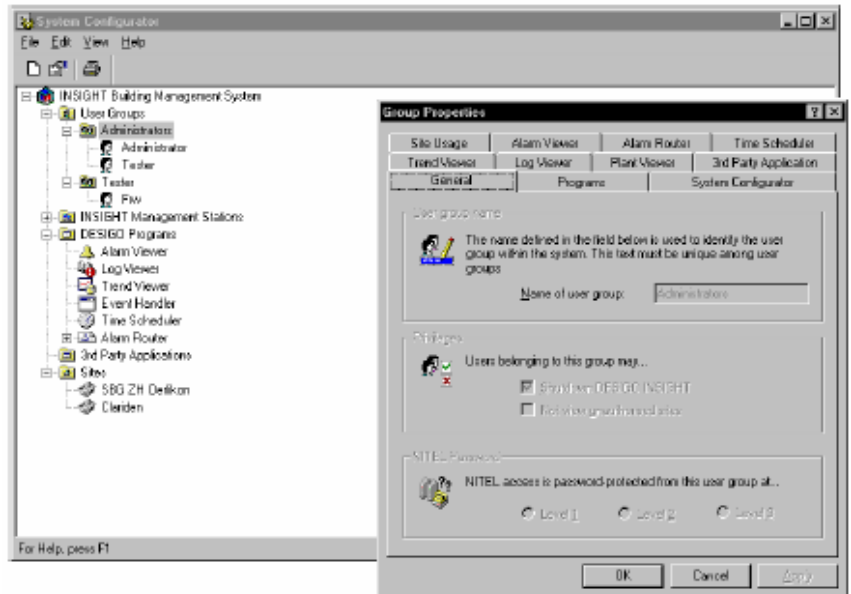 System Configurator
File Edit View Help
INSIGHT Building Management System
User Groups
Administrators
Administrator
Tester
Tester
INSIGHT Management Stations
DESIGO Programs
Alarm Viewer
Log Viewer
Trend Viewer
Event Handler
Time Scheduler
Alarm Router
3rd Party Applications
Sites
SBG ZH Oerlikon
Clariden
For Help, press F1
Group Properties
Site Usage Alarm Viewer Alarm Router Time Scheduler
Trend Viewer Log Viewer Plant Viewer 3rd Party Application
General Programs System Configurator
User group name
The name defined in the field below is used to identify the user
group within the system. This text must be unique among user
groups
Name of user group: Administrators
Privileges
Users belonging to this group may...
Shutdown DESIGO INSIGHT
Not view unauthorised sites
NITEL Password
NITEL access is password-protected from this user group at...
Level 1 Level 2 Level 3
OK Cancel Apply